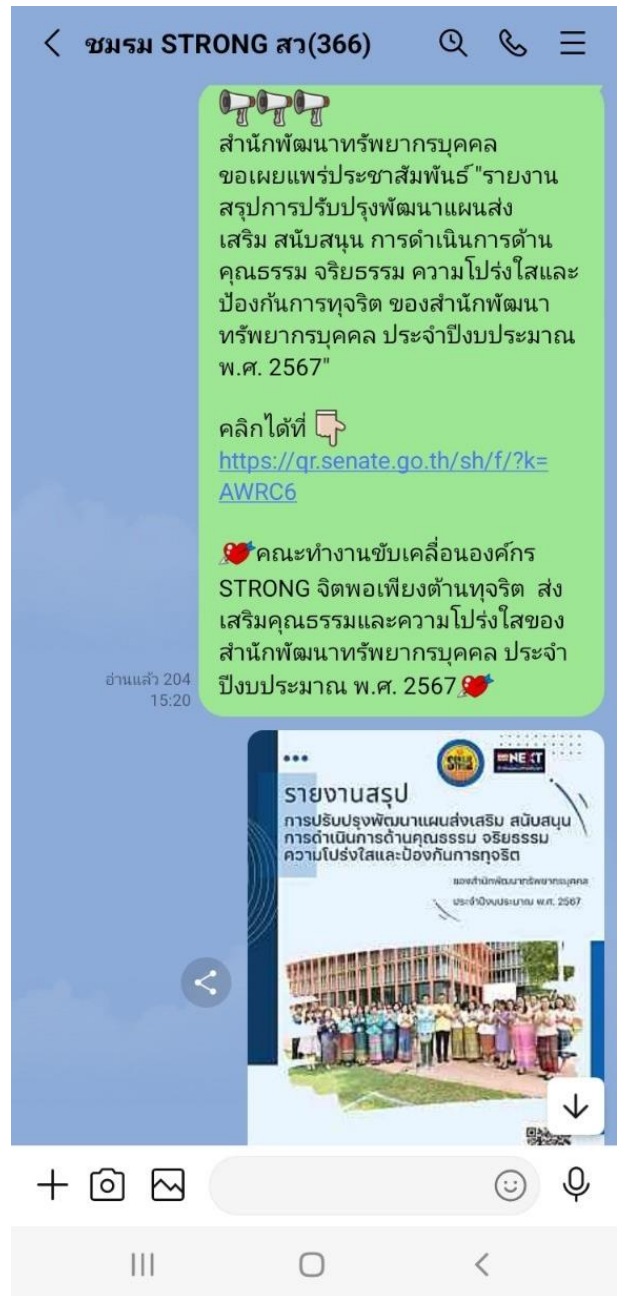 ชมรม STRONG สว(366)
สำนักพัฒนาทรัพยากรบุคคล
ขอเผยแพร่ประชาสัมพันธ์ "รายงาน
สรุปการปรับปรุงพัฒนาแผนส่ง
เสริม สนับสนุน การดำเนินการด้าน
คุณธรรม จริยธรรม ความโปร่งใสและ
ป้องกันการทุจริต ของสำนักพัฒนา
ทรัพยากรบุคคล ประจำปีงบประมาณ
พ.ศ. 2567"
คลิกได้ที่
https://qr.senate.go.th/sh/f/?k=
AWRC6
คณะทำงานขับเคลื่อนองค์กร
STRONG จิตพอเพียงต้านทุจริต ส่ง
เสริมคุณธรรมและความโปร่งใสของ
สำนักพัฒนาทรัพยากรบุคคล ประจำ
ปีงบประมาณ พ.ศ. 2567
อ่านแล้ว 204
15:20
STRONG
NEXT
รายงานสรุป
การปรับปรุงพัฒนาแผนส่งเสริม สนับสนุน
การดำเนินการด้านคุณธรรม จริยธรรม
ความโปร่งใสและป้องกันการทุจริต
ของสำนักพัฒนาทรัพยากรบุคคล
ประจำปีงบประมาณ พ.ศ. 2567